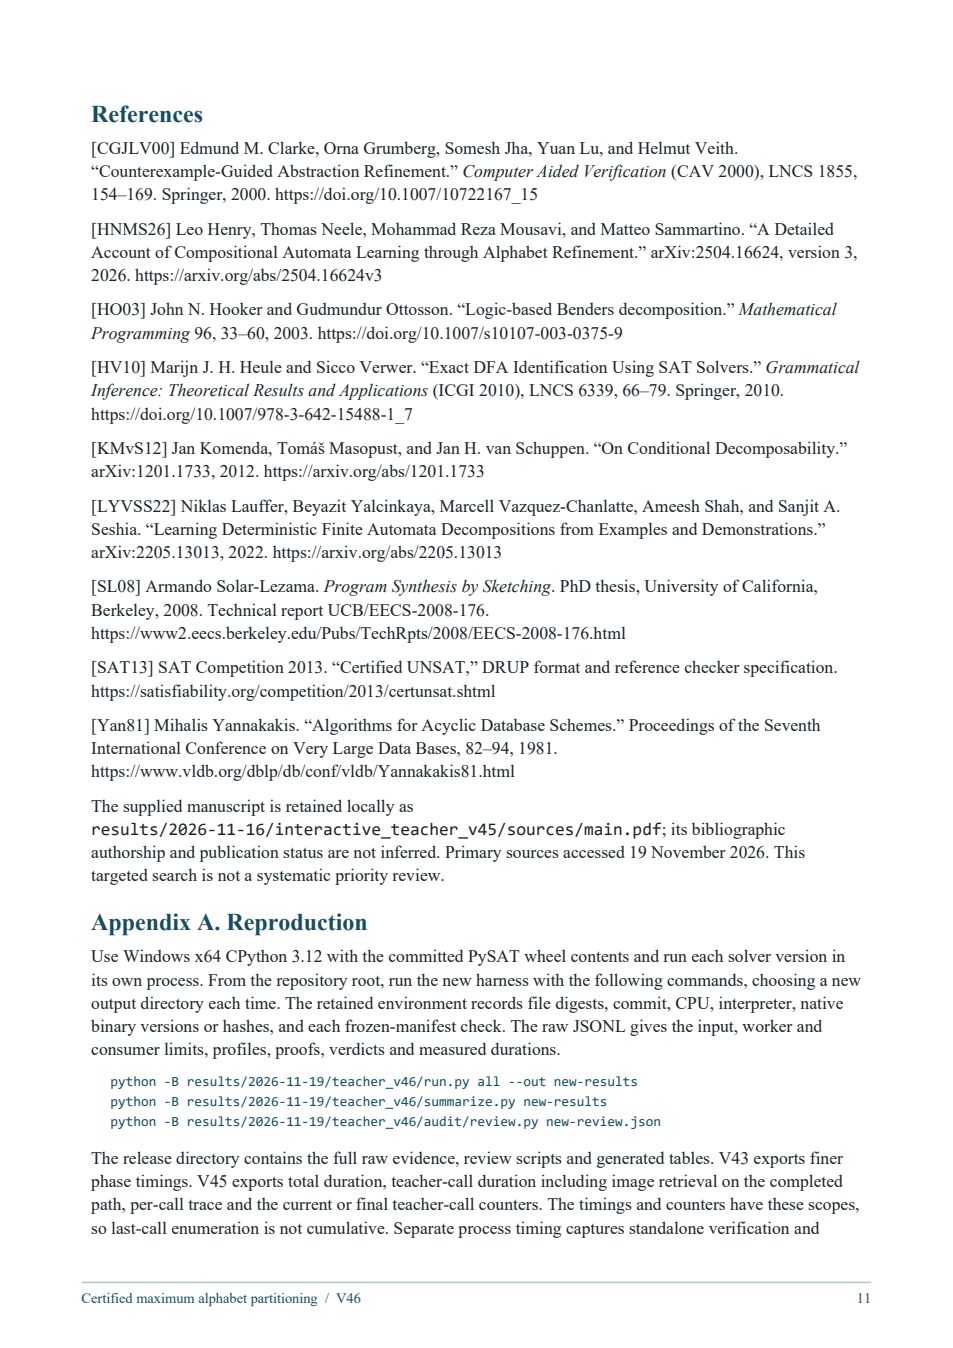 References
[CGJLV00] Edmund M. Clarke, Orna Grumberg, Somesh Jha, Yuan Lu, and Helmut Veith.
“Counterexample-Guided Abstraction Refinement.” Computer Aided Verification (CAV 2000), LNCS 1855,
154–169. Springer, 2000. https://doi.org/10.1007/10722167_15
[HNMS26] Leo Henry, Thomas Neele, Mohammad Reza Mousavi, and Matteo Sammartino. “A Detailed
Account of Compositional Automata Learning through Alphabet Refinement.” arXiv:2504.16624, version 3,
2026. https://arxiv.org/abs/2504.16624v3
[HO03] John N. Hooker and Gudmundur Ottosson. “Logic-based Benders decomposition.” Mathematical
Programming 96, 33–60, 2003. https://doi.org/10.1007/s10107-003-0375-9
[HV10] Marijn J. H. Heule and Sicco Verwer. “Exact DFA Identification Using SAT Solvers.” Grammatical
Inference: Theoretical Results and Applications (ICGI 2010), LNCS 6339, 66–79. Springer, 2010.
https://doi.org/10.1007/978-3-642-15488-1_7
[KMvS12] Jan Komenda, Tomáš Masopust, and Jan H. van Schuppen. “On Conditional Decomposability.”
arXiv:1201.1733, 2012. https://arxiv.org/abs/1201.1733
[LYVSS22] Niklas Lauffer, Beyazit Yalcinkaya, Marcell Vazquez-Chanlatte, Ameesh Shah, and Sanjit A.
Seshia. “Learning Deterministic Finite Automata Decompositions from Examples and Demonstrations.”
arXiv:2205.13013, 2022. https://arxiv.org/abs/2205.13013
[SL08] Armando Solar-Lezama. Program Synthesis by Sketching. PhD thesis, University of California,
Berkeley, 2008. Technical report UCB/EECS-2008-176.
https://www2.eecs.berkeley.edu/Pubs/TechRpts/2008/EECS-2008-176.html
[SAT13] SAT Competition 2013. “Certified UNSAT,” DRUP format and reference checker specification.
https://satisfiability.org/competition/2013/certunsat.shtml
[Yan81] Mihalis Yannakakis. “Algorithms for Acyclic Database Schemes.” Proceedings of the Seventh
International Conference on Very Large Data Bases, 82–94, 1981.
https://www.vldb.org/dblp/db/conf/vldb/Yannakakis81.html
The supplied manuscript is retained locally as
results/2026-11-16/interactive_teacher_v45/sources/main.pdf; its bibliographic
authorship and publication status are not inferred. Primary sources accessed 19 November 2026. This
targeted search is not a systematic priority review.
Appendix A. Reproduction
Use Windows x64 CPython 3.12 with the committed PySAT wheel contents and run each solver version in
its own process. From the repository root, run the new harness with the following commands, choosing a new
output directory each time. The retained environment records file digests, commit, CPU, interpreter, native
binary versions or hashes, and each frozen-manifest check. The raw JSONL gives the input, worker and
consumer limits, profiles, proofs, verdicts and measured durations.
python -B results/2026-11-19/teacher_v46/run.py all --out new-results
python -B results/2026-11-19/teacher_v46/summarize.py new-results
python -B results/2026-11-19/teacher_v46/audit/review.py new-review.json
The release directory contains the full raw evidence, review scripts and generated tables. V43 exports finer
phase timings. V45 exports total duration, teacher-call duration including image retrieval on the completed
path, per-call trace and the current or final teacher-call counters. The timings and counters have these scopes,
so last-call enumeration is not cumulative. Separate process timing captures standalone verification and
Certified maximum alphabet partitioning / V46
11